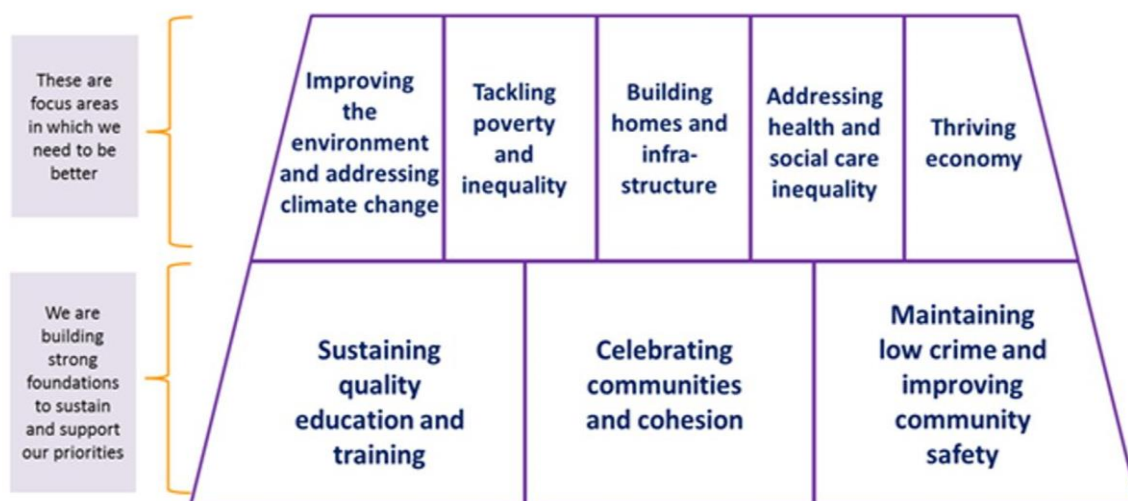 These are
focus areas
in which we
need to be
better
Improving
the
environment
and addressing
climate change
Tackling
poverty
and
inequality
Building
homes and
infra-
structure
Addressing
health and
social care
inequality
Thriving
economy
We are
building
strong
foundations
to sustain
and support
our priorities
Sustaining
quality
education and
training
Celebrating
communities
and cohesion
Maintaining
low crime and
improving
community
safety